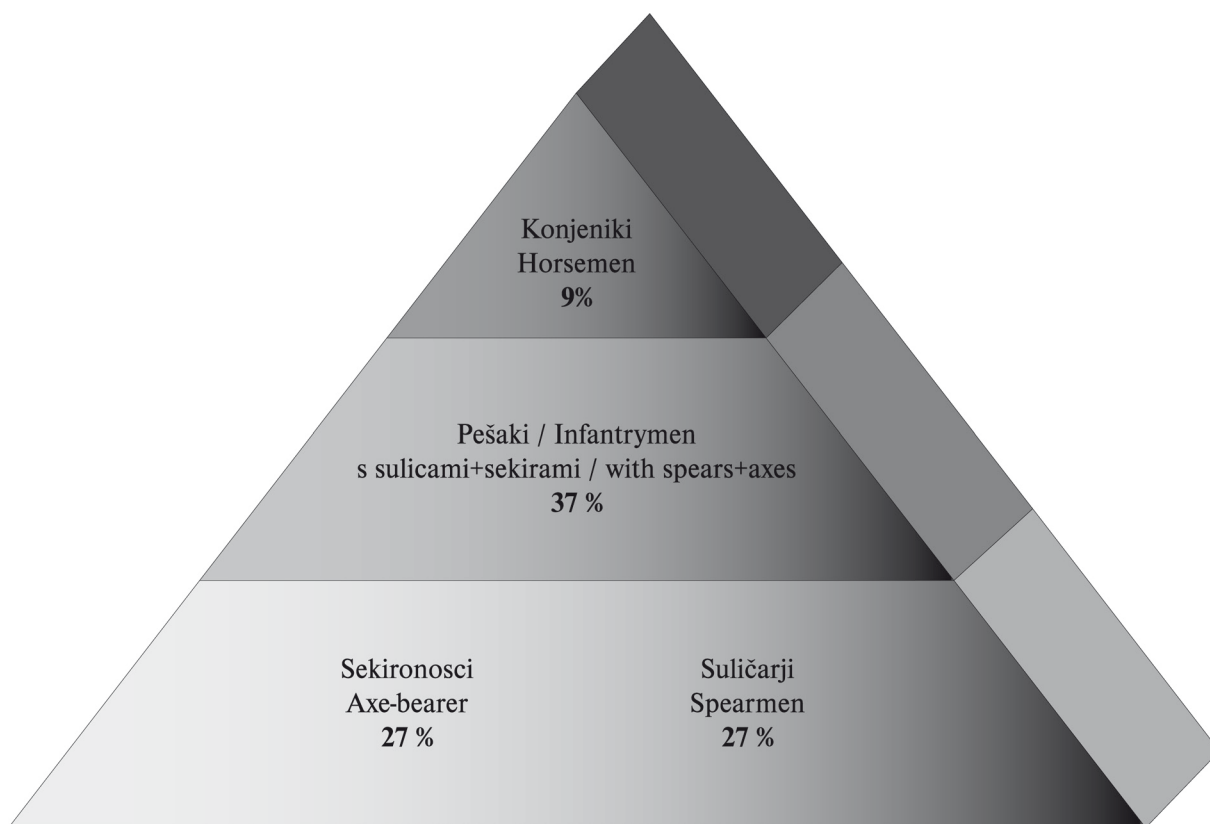 Konjeniki
Horsemen
9%
Pešaki / Infantrymen
s sulicami+sekirami / with spears+axes
37 %
Sekironosci
Axe-bearer
27 %
Suličarji
Spearmen
27 %